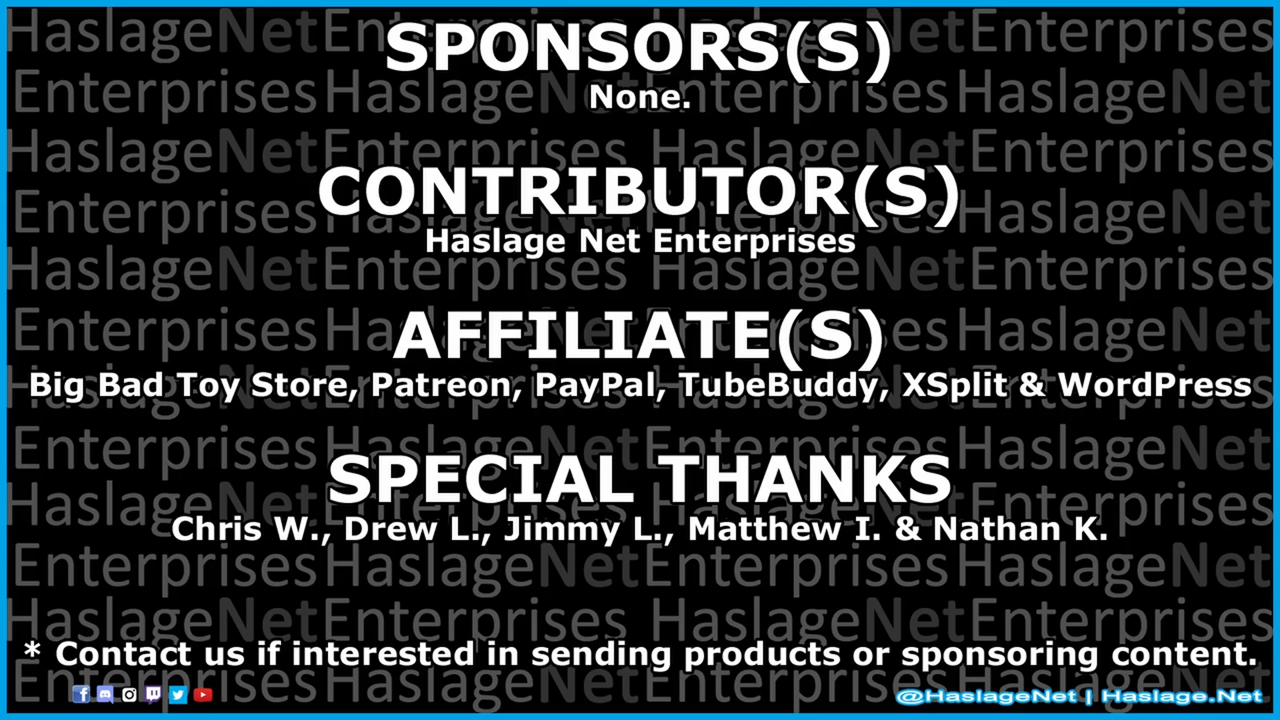 SPONSORS(S)
None.
CONTRIBUTOR(S)
Haslage Net Enterprises
AFFILIATE(S)
Big Bad Toy Store, Patreon, PayPal, TubeBuddy, XSplit & WordPress
SPECIAL THANKS
Chris W., Drew L., Jimmy L., Matthew I. & Nathan K.
* Contact us if interested in sending products or sponsoring content.
@HaslageNet | Haslage.Net